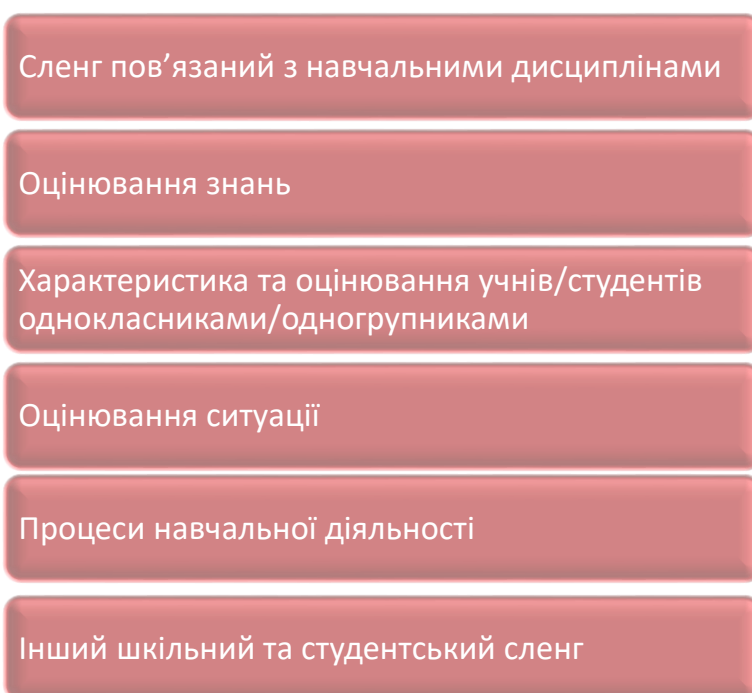 Сленг пов’язаний з навчальними дисциплінами
Оцінювання знань
Характеристика та оцінювання учнів/студентів
однокласниками/одногрупниками
Оцінювання ситуації
Процеси навчальної діяльності
Інший шкільний та студентський сленг